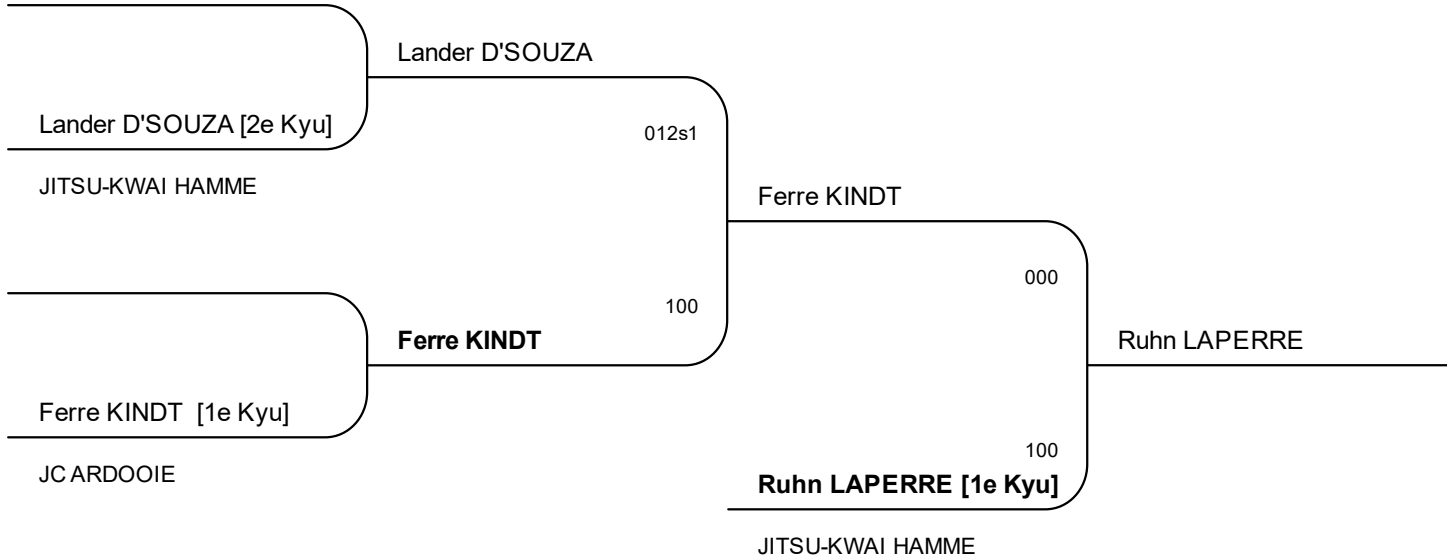 Lander D'SOUZA
Lander D'SOUZA [2e Kyu]
012s1
JITSU-KWAI HAMME
Ferre KINDT
000
100
Ferre KINDT
Ruhn LAPERRE
Ferre KINDT [1e Kyu]
100
JC ARDOOIE
Ruhn LAPERRE [1e Kyu]
JITSU-KWAI HAMME